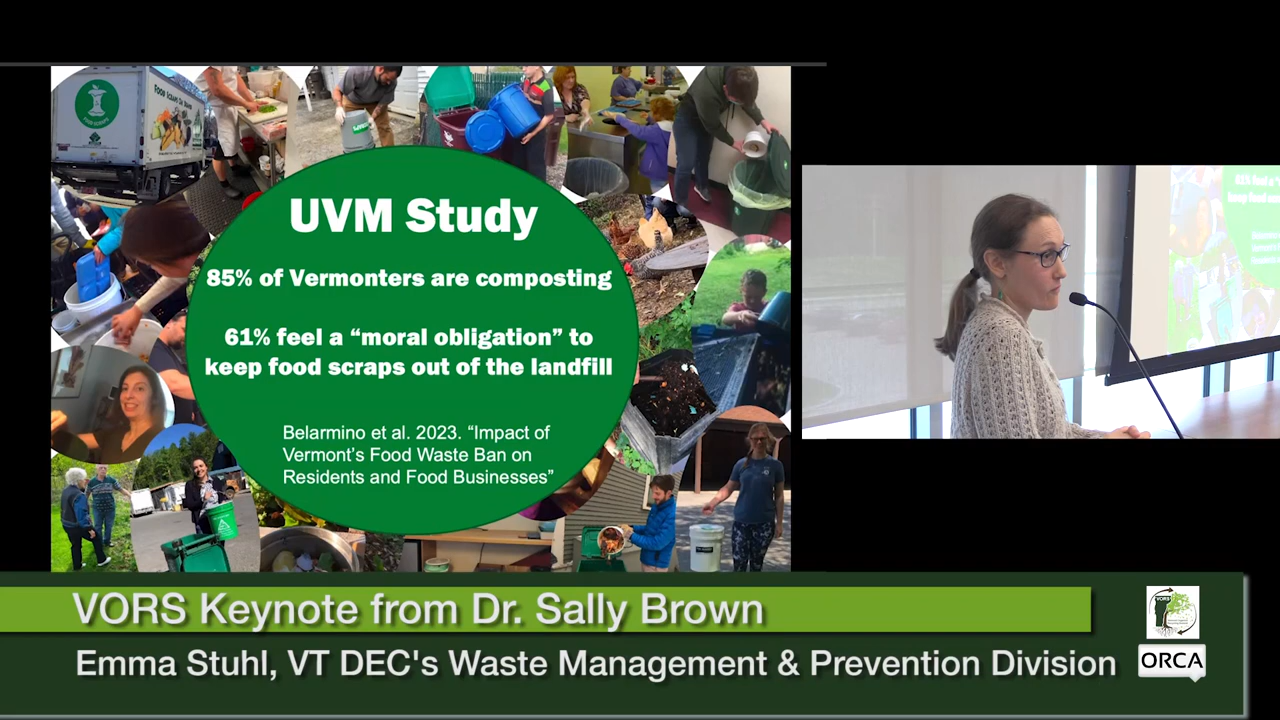 UVM Study
85% of Vermonters are composting
61% feel a “moral obligation” to
keep food scraps out of the landfill
Belarmino et al. 2023. “Impact of
Vermont’s Food Waste Ban on
Residents and Food Businesses”
VORS Keynote from Dr. Sally Brown
Emma Stuhl, VT DEC's Waste Management & Prevention Division
VORS
ORCA